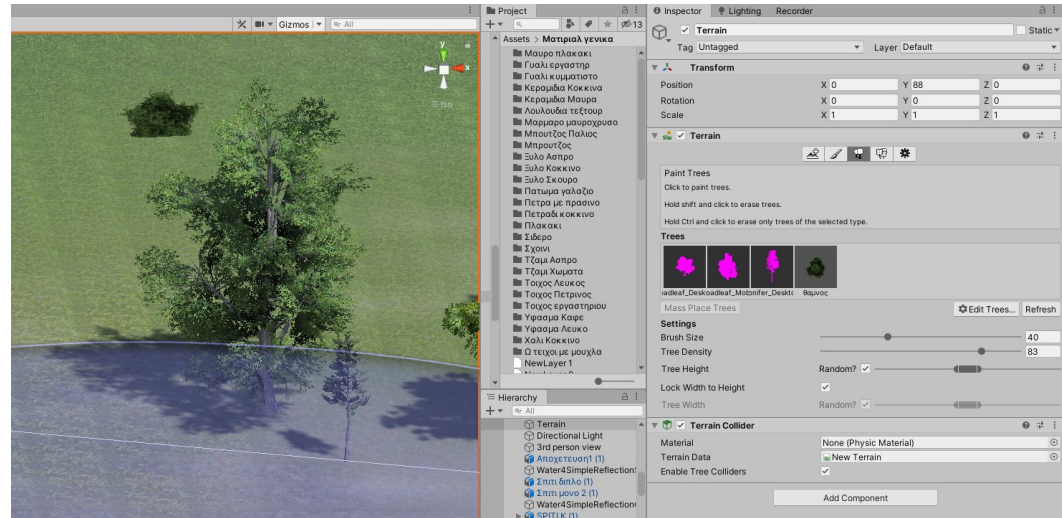 Gizmos
All
y
x
Iso
Project
13
Assets > Ματιριαλ γενικα
Μαυρο πλακακι
Γυαλι εργαστηρ
Γυαλι κυμματιστο
Κεραμιδια Κοκκινα
Κεραμιδια Μαυρα
Λουλουδια τεξτουρ
Μαρμαρο μαυροχρυσο
Μπουτζος Παλιος
Μπρουτζος
Ξυλο Ασπρο
Ξυλο Κοκκινο
Ξυλο Σκουρο
Πατωμα γαλαζιο
Πετρα με πρασινο
Πετραδι κοκκινο
Πλακακι
Σιδερο
Σχοινι
Τζαμι Ασπρο
Τζαμι Χωματα
Τοιχος Λευκος
Τοιχος Πετρινος
Τοιχος εργαστηριου
Υφασμα Καφε
Υφασμα Λευκο
Χαλι Κοκκινο
Ω τειχοι με μουχλα
NewLayer 1
Hierarchy
All
Terrain
Directional Light
3rd person view
Αποχετευση1 (1)
Water4SimpleReflection
Σπιτι διπλο (1)
Σπιτι μονο 2 (1)
Water4SimpleReflection
SPITI K (1)
Inspector Lighting Recorder
Terrain Static
Tag Untagged Layer Default
Transform
Position X 0 Y 88 Z 0
Rotation X 0 Y 0 Z 0
Scale X 1 Y 1 Z 1
Terrain
Paint Trees
Click to paint trees.
Hold shift and click to erase trees.
Hold Ctrl and click to erase only trees of the selected type.
Trees
adleaf_Desk oadleaf_Mob onifer_Deskt θαμνος
Mass Place Trees Edit Trees... Refresh
Settings
Brush Size 40
Tree Density 83
Tree Height Random?
Lock Width to Height
Tree Width Random?
Terrain Collider
Material None (Physic Material)
Terrain Data New Terrain
Enable Tree Colliders
Add Component